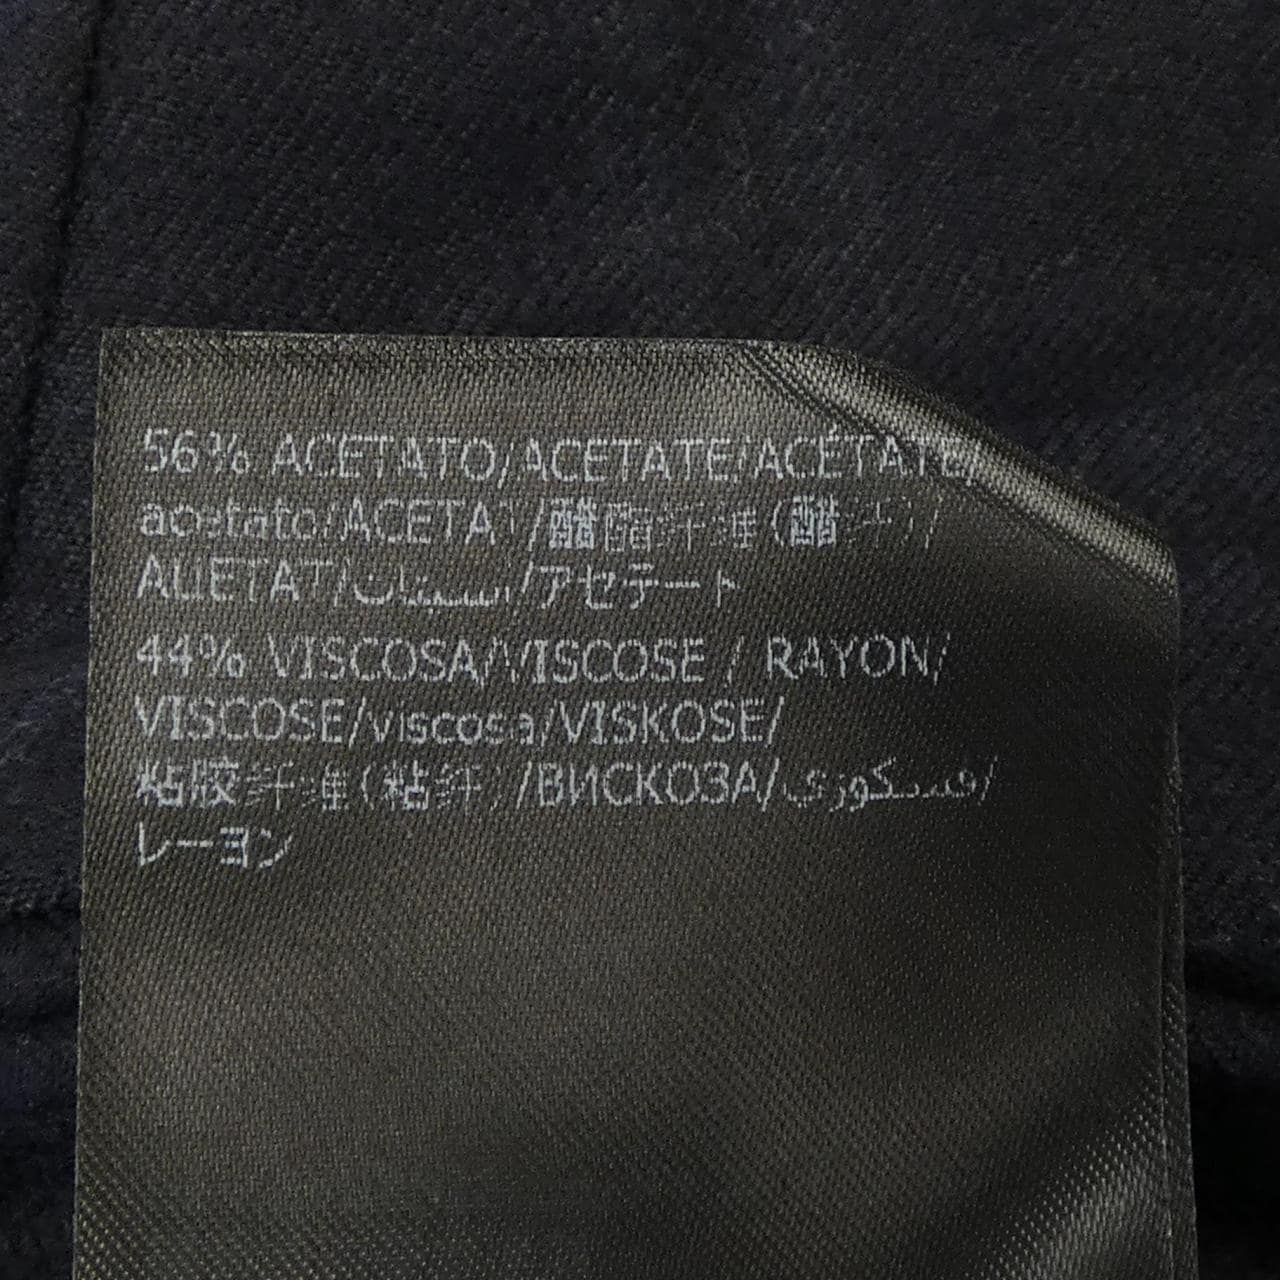 56% ACETATO/ACETATE/ACÉTATE/
acetato/ACETAT/醋酯纤维(醋纤)/
АЦЕТАТ/أسيتات/アセテート
44% VISCOSA/VISCOSE / RAYON/
VISCOSE/viscosa/VISKOSE/
粘胶纤维(粘纤)/ВИСКОЗА/فسكوزي/
レーヨン